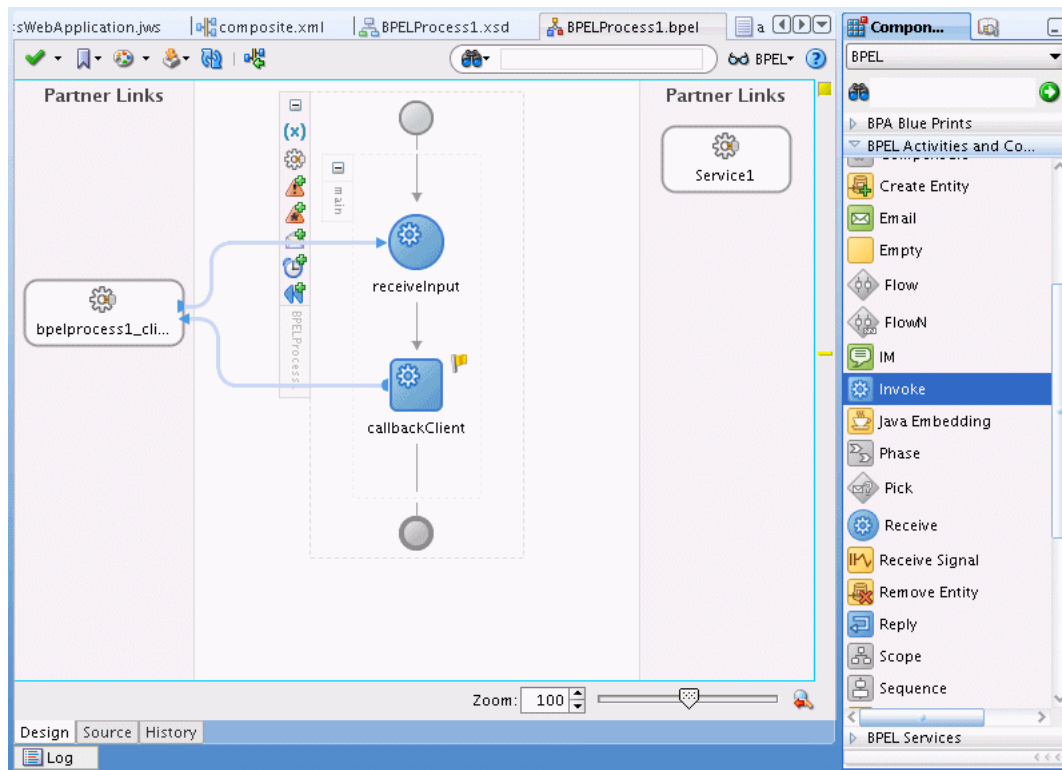 :sWebApplication.jws
composite.xml
BPELProcess1.xsd
BPELProcess1.bpel
a
Compon...
BPEL
BPEL
Partner Links
Partner Links
(x)
main
BPELProcess
Service1
receiveInput
bpelprocess1_cli...
callbackClient
BPA Blue Prints
BPEL Activities and Co...
Create Entity
Email
Empty
Flow
FlowN
IM
Invoke
Java Embedding
Phase
Pick
Receive
Receive Signal
Remove Entity
Reply
Scope
Sequence
BPEL Services
Zoom: 100
Design Source History
Log